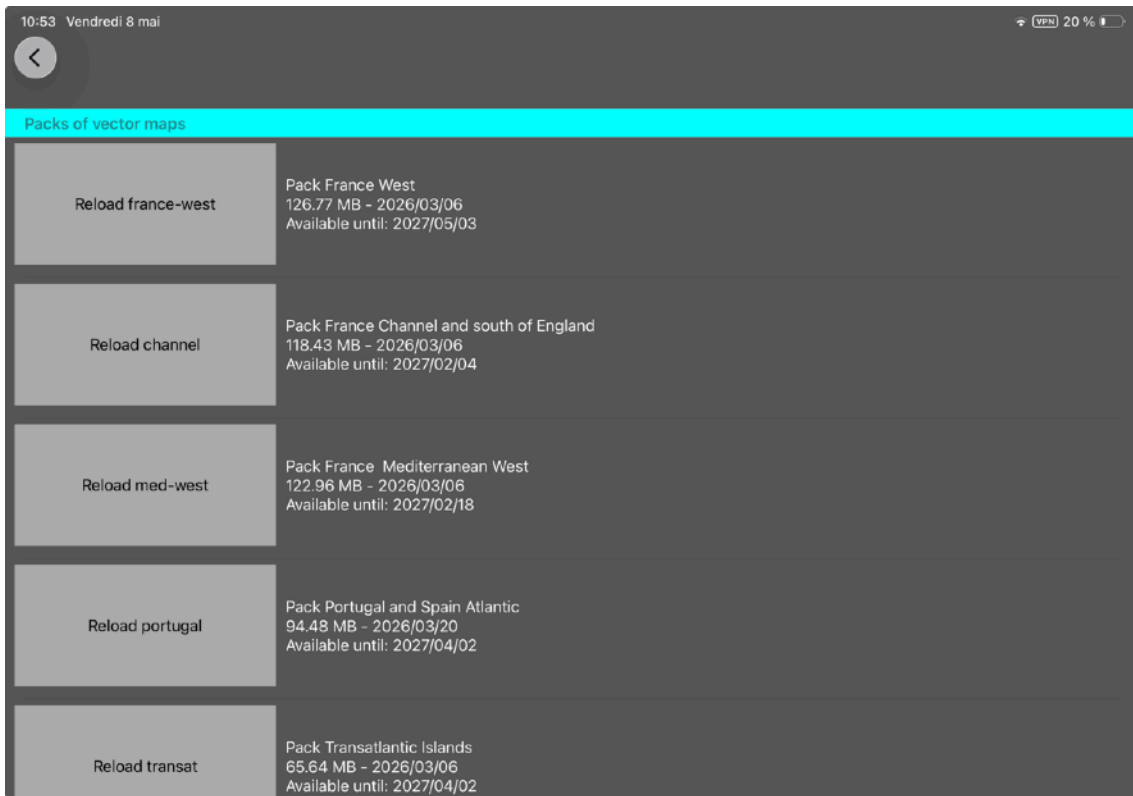 10:53 Vendredi 8 mai
VPN 20 %
Packs of vector maps
Reload france-west
Pack France West
126.77 MB - 2026/03/06
Available until: 2027/05/03
Reload channel
Pack France Channel and south of England
118.43 MB - 2026/03/06
Available until: 2027/02/04
Reload med-west
Pack France  Mediterranean West
122.96 MB - 2026/03/06
Available until: 2027/02/18
Reload portugal
Pack Portugal and Spain Atlantic
94.48 MB - 2026/03/20
Available until: 2027/04/02
Reload transat
Pack Transatlantic Islands
65.64 MB - 2026/03/06
Available until: 2027/04/02